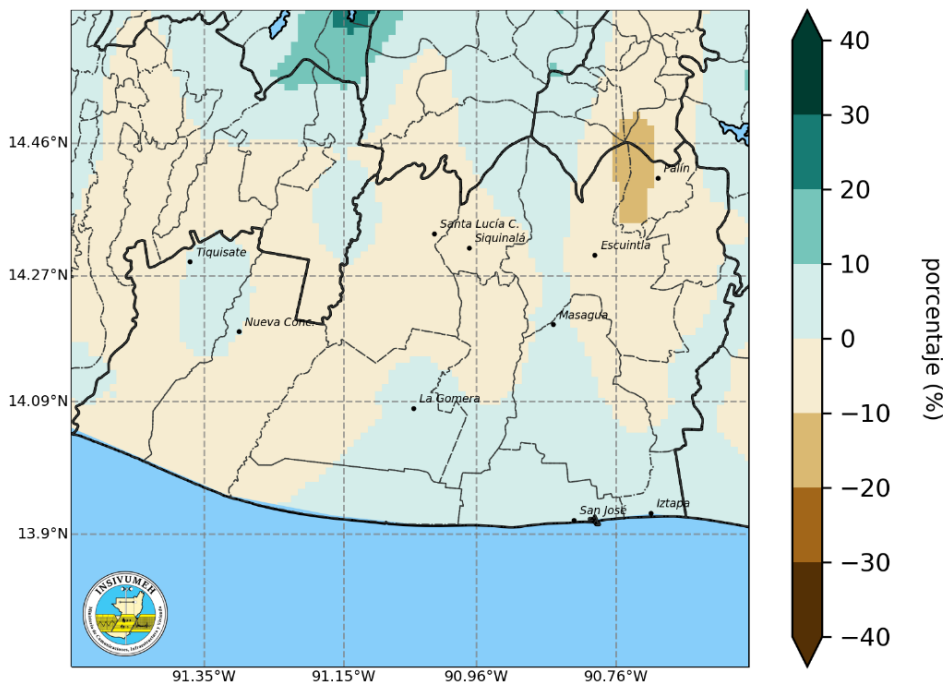 40
30
20
10
0
−10
−20
−30
−40
porcentaje (%)
14.46°N
14.27°N
14.09°N
13.9°N
Palín
Santa Lucía C.
Siquinalá
Escuintla
Tiquisate
Nueva Conc.
Masagua
La Gomera
San José
Iztapa
INSIVUMEH
91.35°W
91.15°W
90.96°W
90.76°W